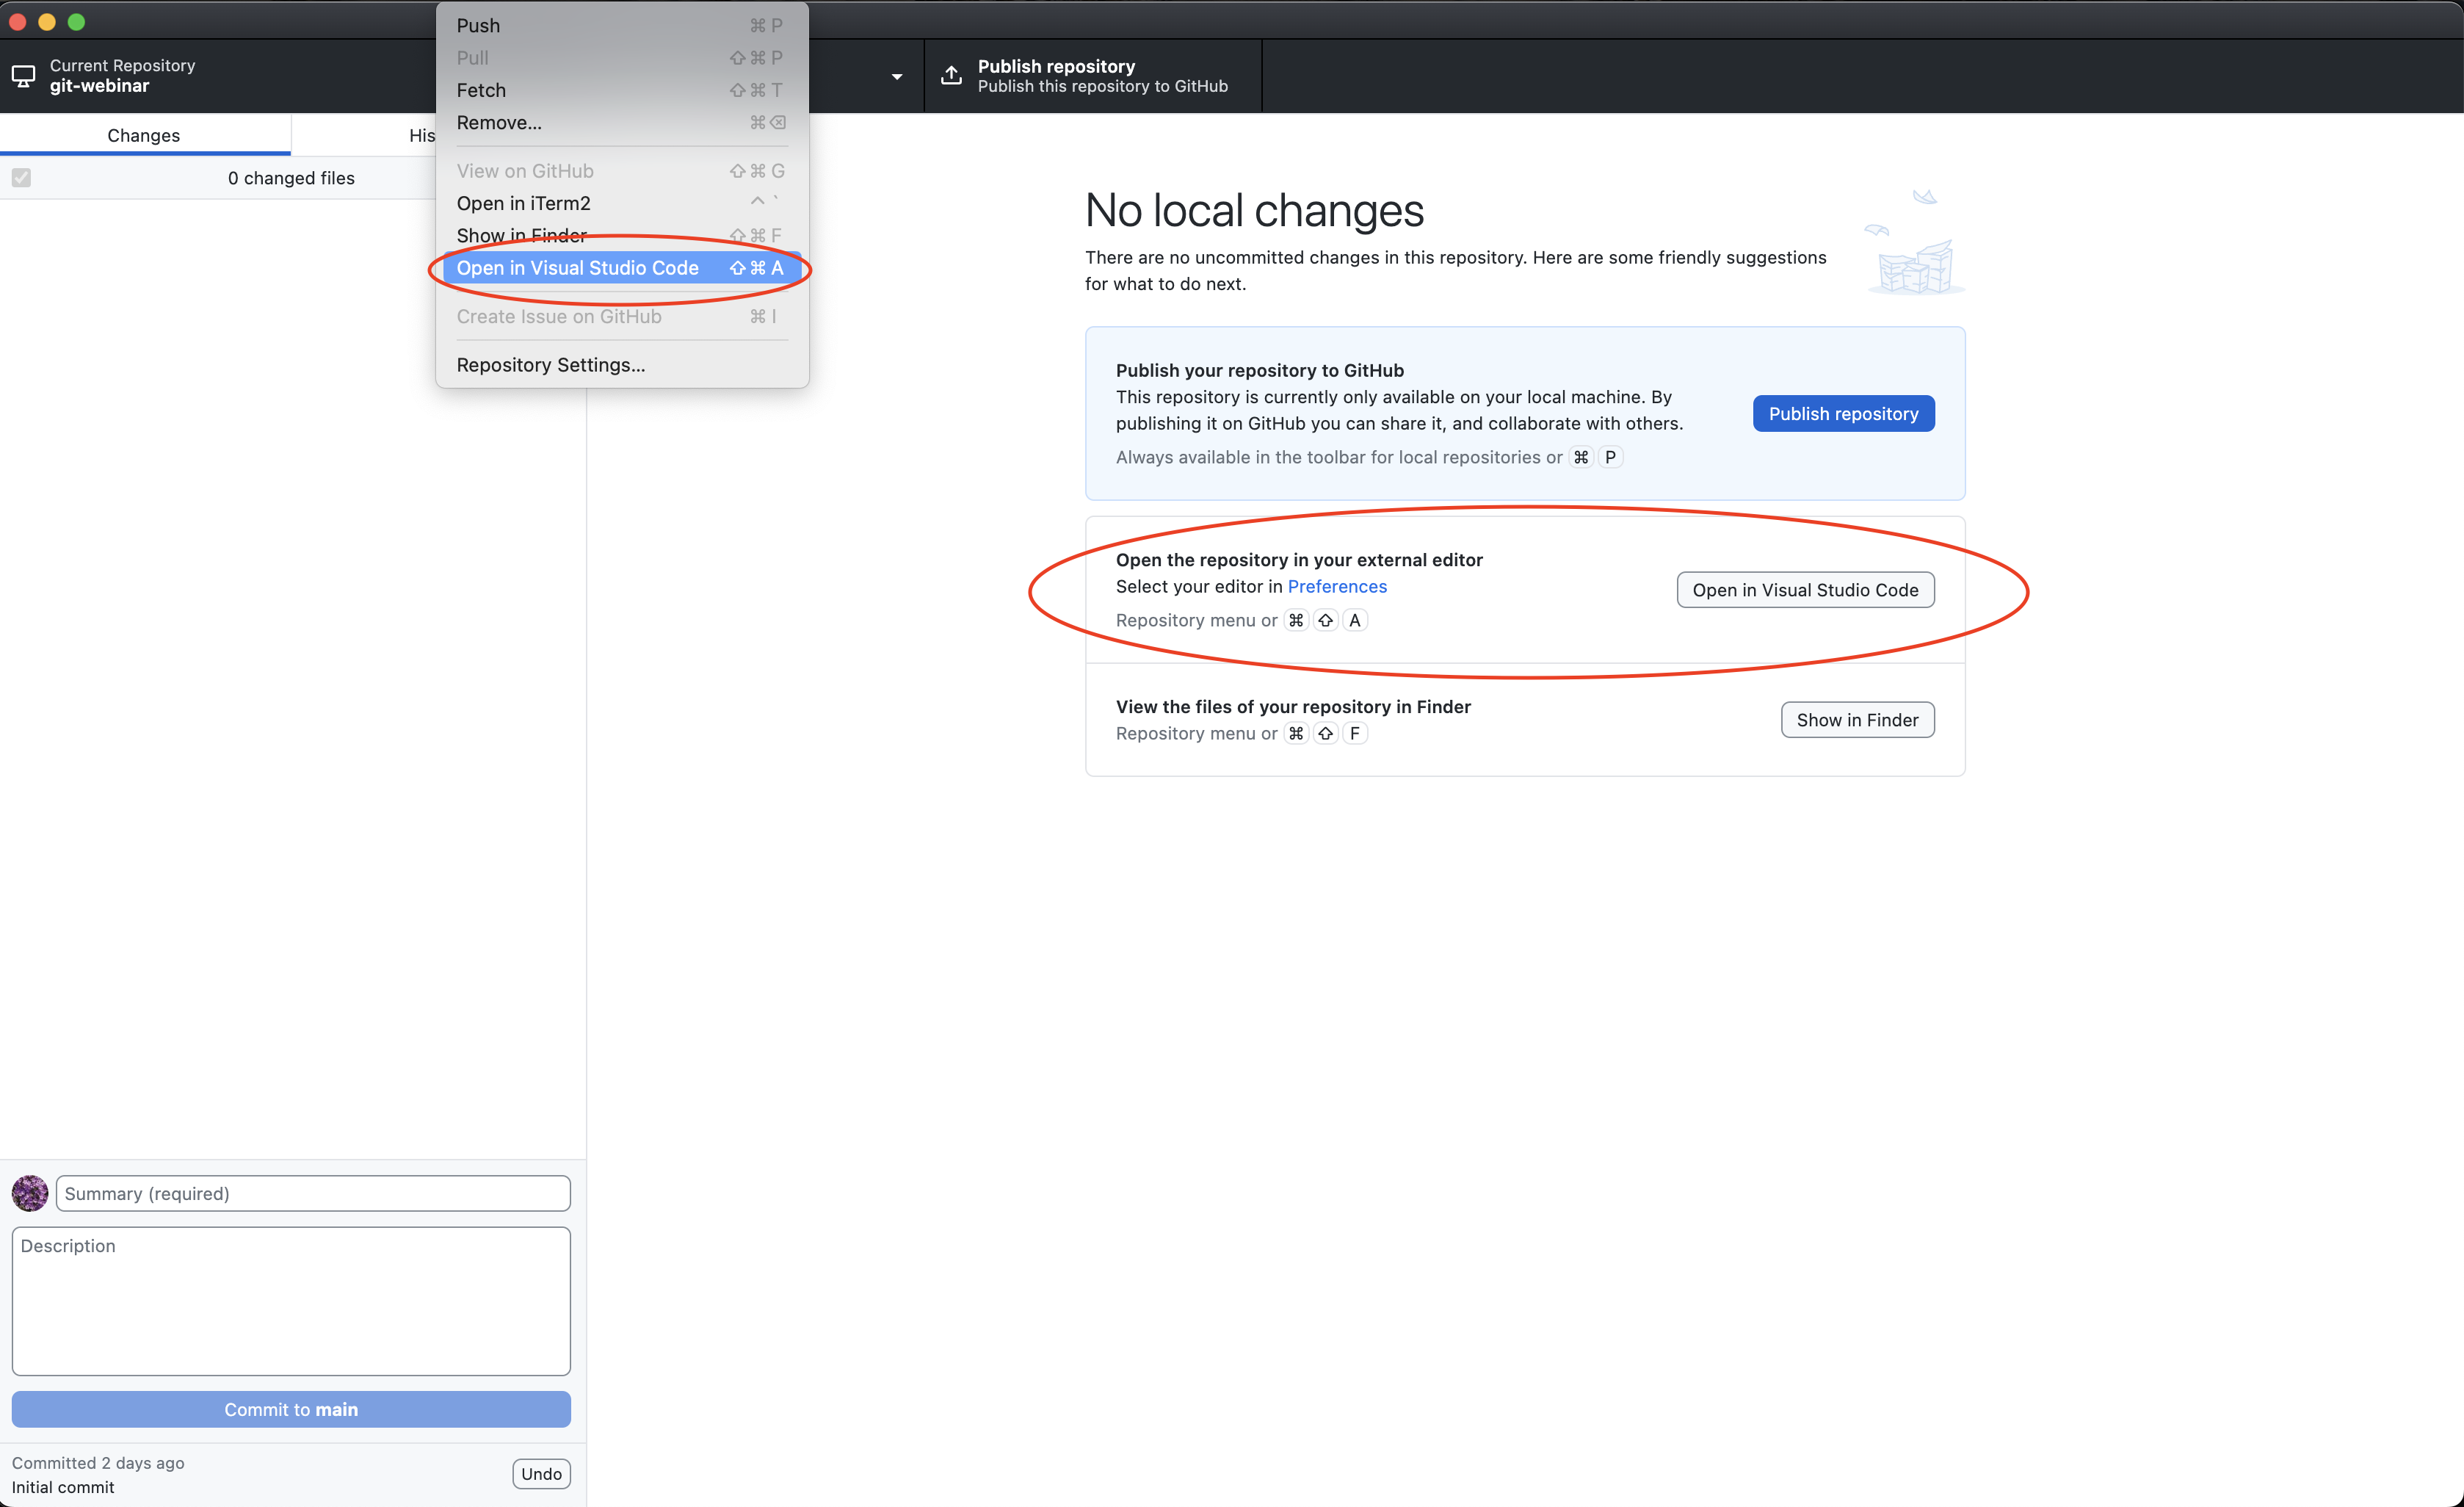 Current Repository
git-webinar
Push ⌘ P
Pull ⇧ ⌘ P
Fetch ⇧ ⌘ T
Remove... ⌘ ⌫
View on GitHub ⇧ ⌘ G
Open in iTerm2 ^ `
Show in Finder ⇧ ⌘ F
Open in Visual Studio Code ⇧ ⌘ A
Create Issue on GitHub ⌘ I
Repository Settings...
Publish repository
Publish this repository to GitHub
Changes
His
0 changed files
No local changes
There are no uncommitted changes in this repository. Here are some friendly suggestions
for what to do next.
Publish your repository to GitHub
This repository is currently only available on your local machine. By
publishing it on GitHub you can share it, and collaborate with others.
Always available in the toolbar for local repositories or ⌘ P
Publish repository
Open the repository in your external editor
Select your editor in Preferences
Repository menu or ⌘ ⇧ A
Open in Visual Studio Code
View the files of your repository in Finder
Repository menu or ⌘ ⇧ F
Show in Finder
Summary (required)
Description
Commit to main
Committed 2 days ago
Initial commit
Undo